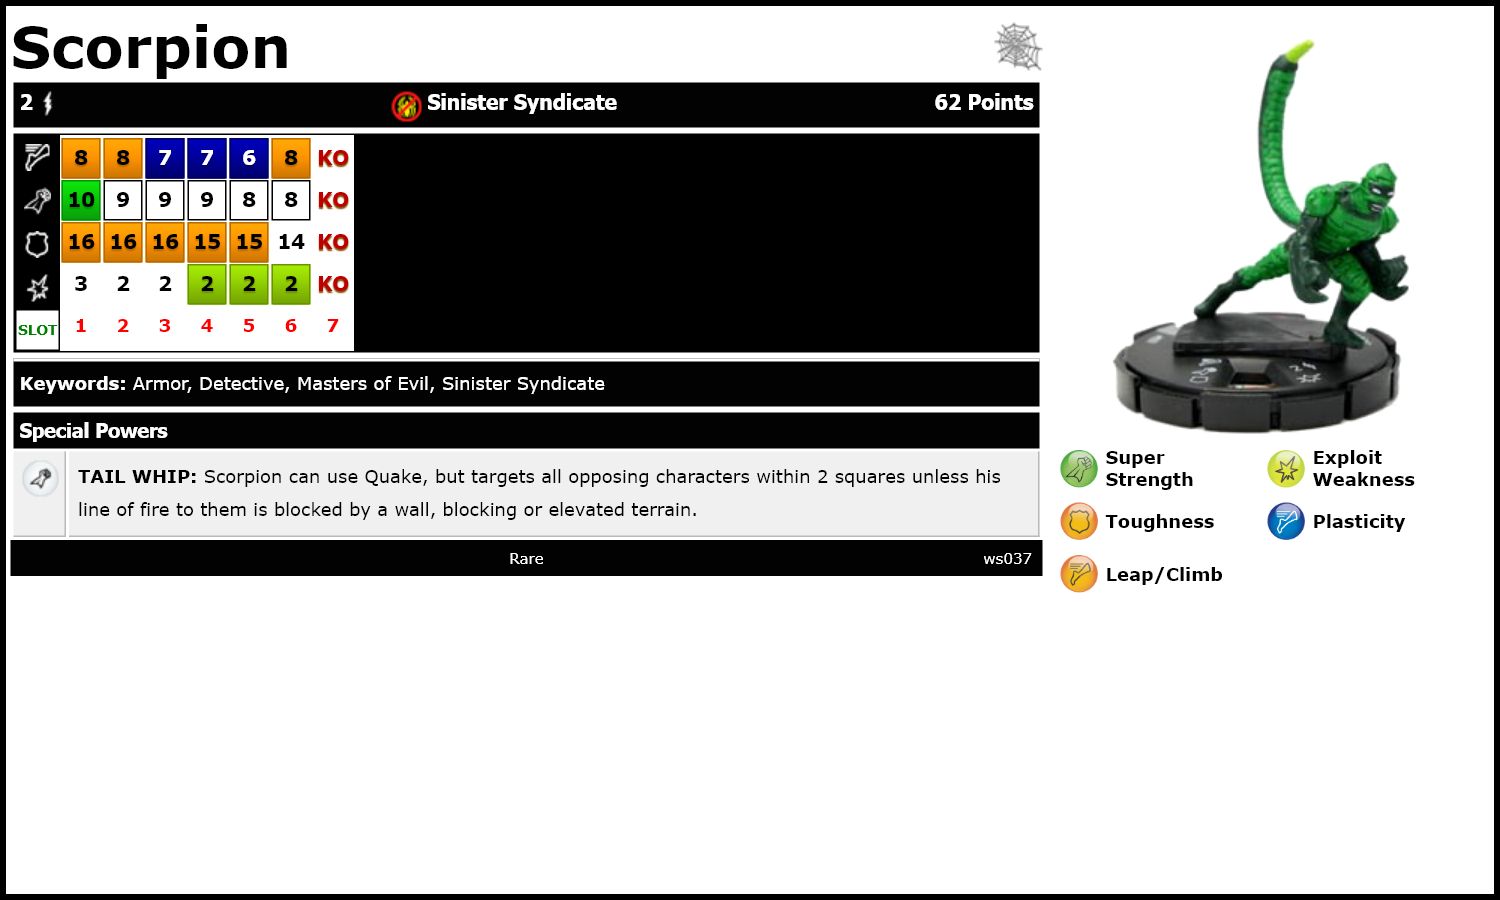 Scorpion
2 Sinister Syndicate 62 Points
8 8 7 7 6 8 KO
10 9 9 9 8 8 KO
16 16 16 15 15 14 KO
3 2 2 2 2 2 KO
SLOT 1 2 3 4 5 6 7
Keywords: Armor, Detective, Masters of Evil, Sinister Syndicate
Special Powers
TAIL WHIP: Scorpion can use Quake, but targets all opposing characters within 2 squares unless his
line of fire to them is blocked by a wall, blocking or elevated terrain.
Rare ws037
Super
Strength
Exploit
Weakness
Toughness
Plasticity
Leap/Climb